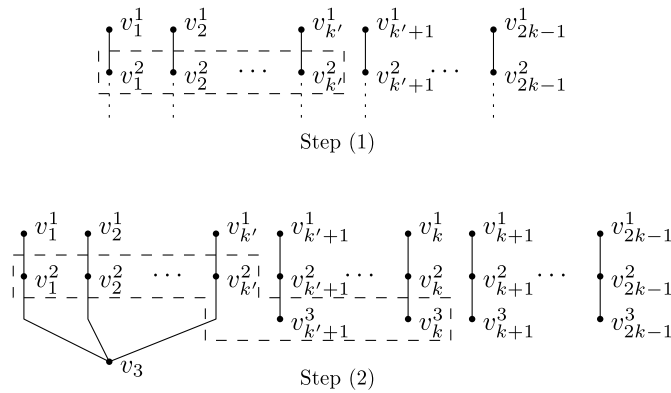 v_1^1 v_2^1 v_{k'}^1 v_{k'+1}^1 v_{2k-1}^1
v_1^2 v_2^2 ... v_{k'}^2 v_{k'+1}^2 ... v_{2k-1}^2
Step (1)
v_1^1 v_2^1 v_{k'}^1 v_{k'+1}^1 v_k^1 v_{k+1}^1 v_{2k-1}^1
v_1^2 v_2^2 ... v_{k'}^2 v_{k'+1}^2 ... v_k^2 v_{k+1}^2 ... v_{2k-1}^2
v_{k'+1}^3 v_k^3 v_{k+1}^3 v_{2k-1}^3
v_3
Step (2)